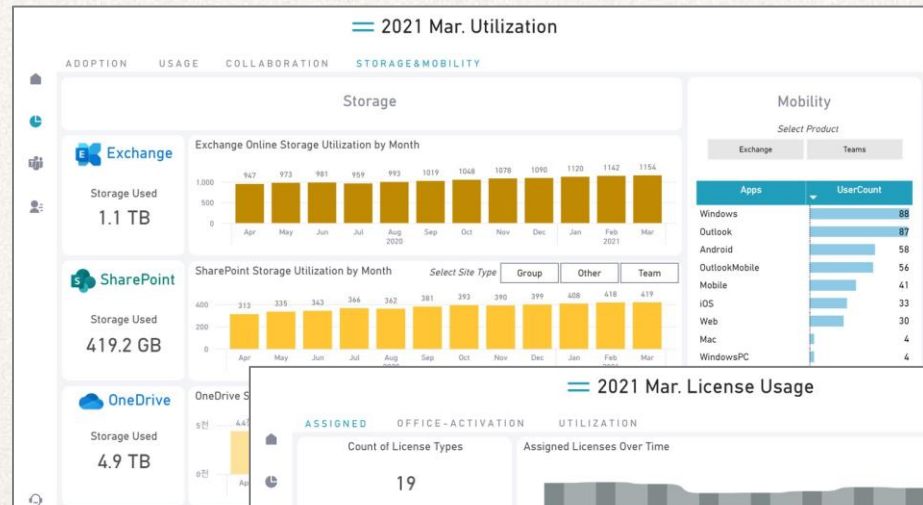 2021 Mar. Utilization
ADOPTION USAGE COLLABORATION STORAGE&MOBILITY
Storage
Exchange
Storage Used
1.1 TB
Exchange Online Storage Utilization by Month
947 973 981 959 993 1019 1048 1078 1090 1120 1142 1154
1.000
500
0
Apr May Jun Jul Aug Sep Oct Nov Dec Jan Feb Mar
2020 2021
SharePoint
Storage Used
419.2 GB
SharePoint Storage Utilization by Month
Select Site Type Group Other Team
313 335 343 366 362 381 393 390 399 408 418 419
400
200
0
Apr May Jun Jul Aug Sep Oct Nov Dec Jan Feb Mar
OneDrive
Storage Used
4.9 TB
OneDrive S
5천
0천
Mobility
Select Product
Exchange Teams
Apps UserCount
Windows 88
Outlook 87
Android 58
OutlookMobile 56
Mobile 41
iOS 33
Web 30
Mac 4
WindowsPC 4
2021 Mar. License Usage
ASSIGNED OFFICE-ACTIVATION UTILIZATION
Count of License Types
19
Assigned Licenses Over Time